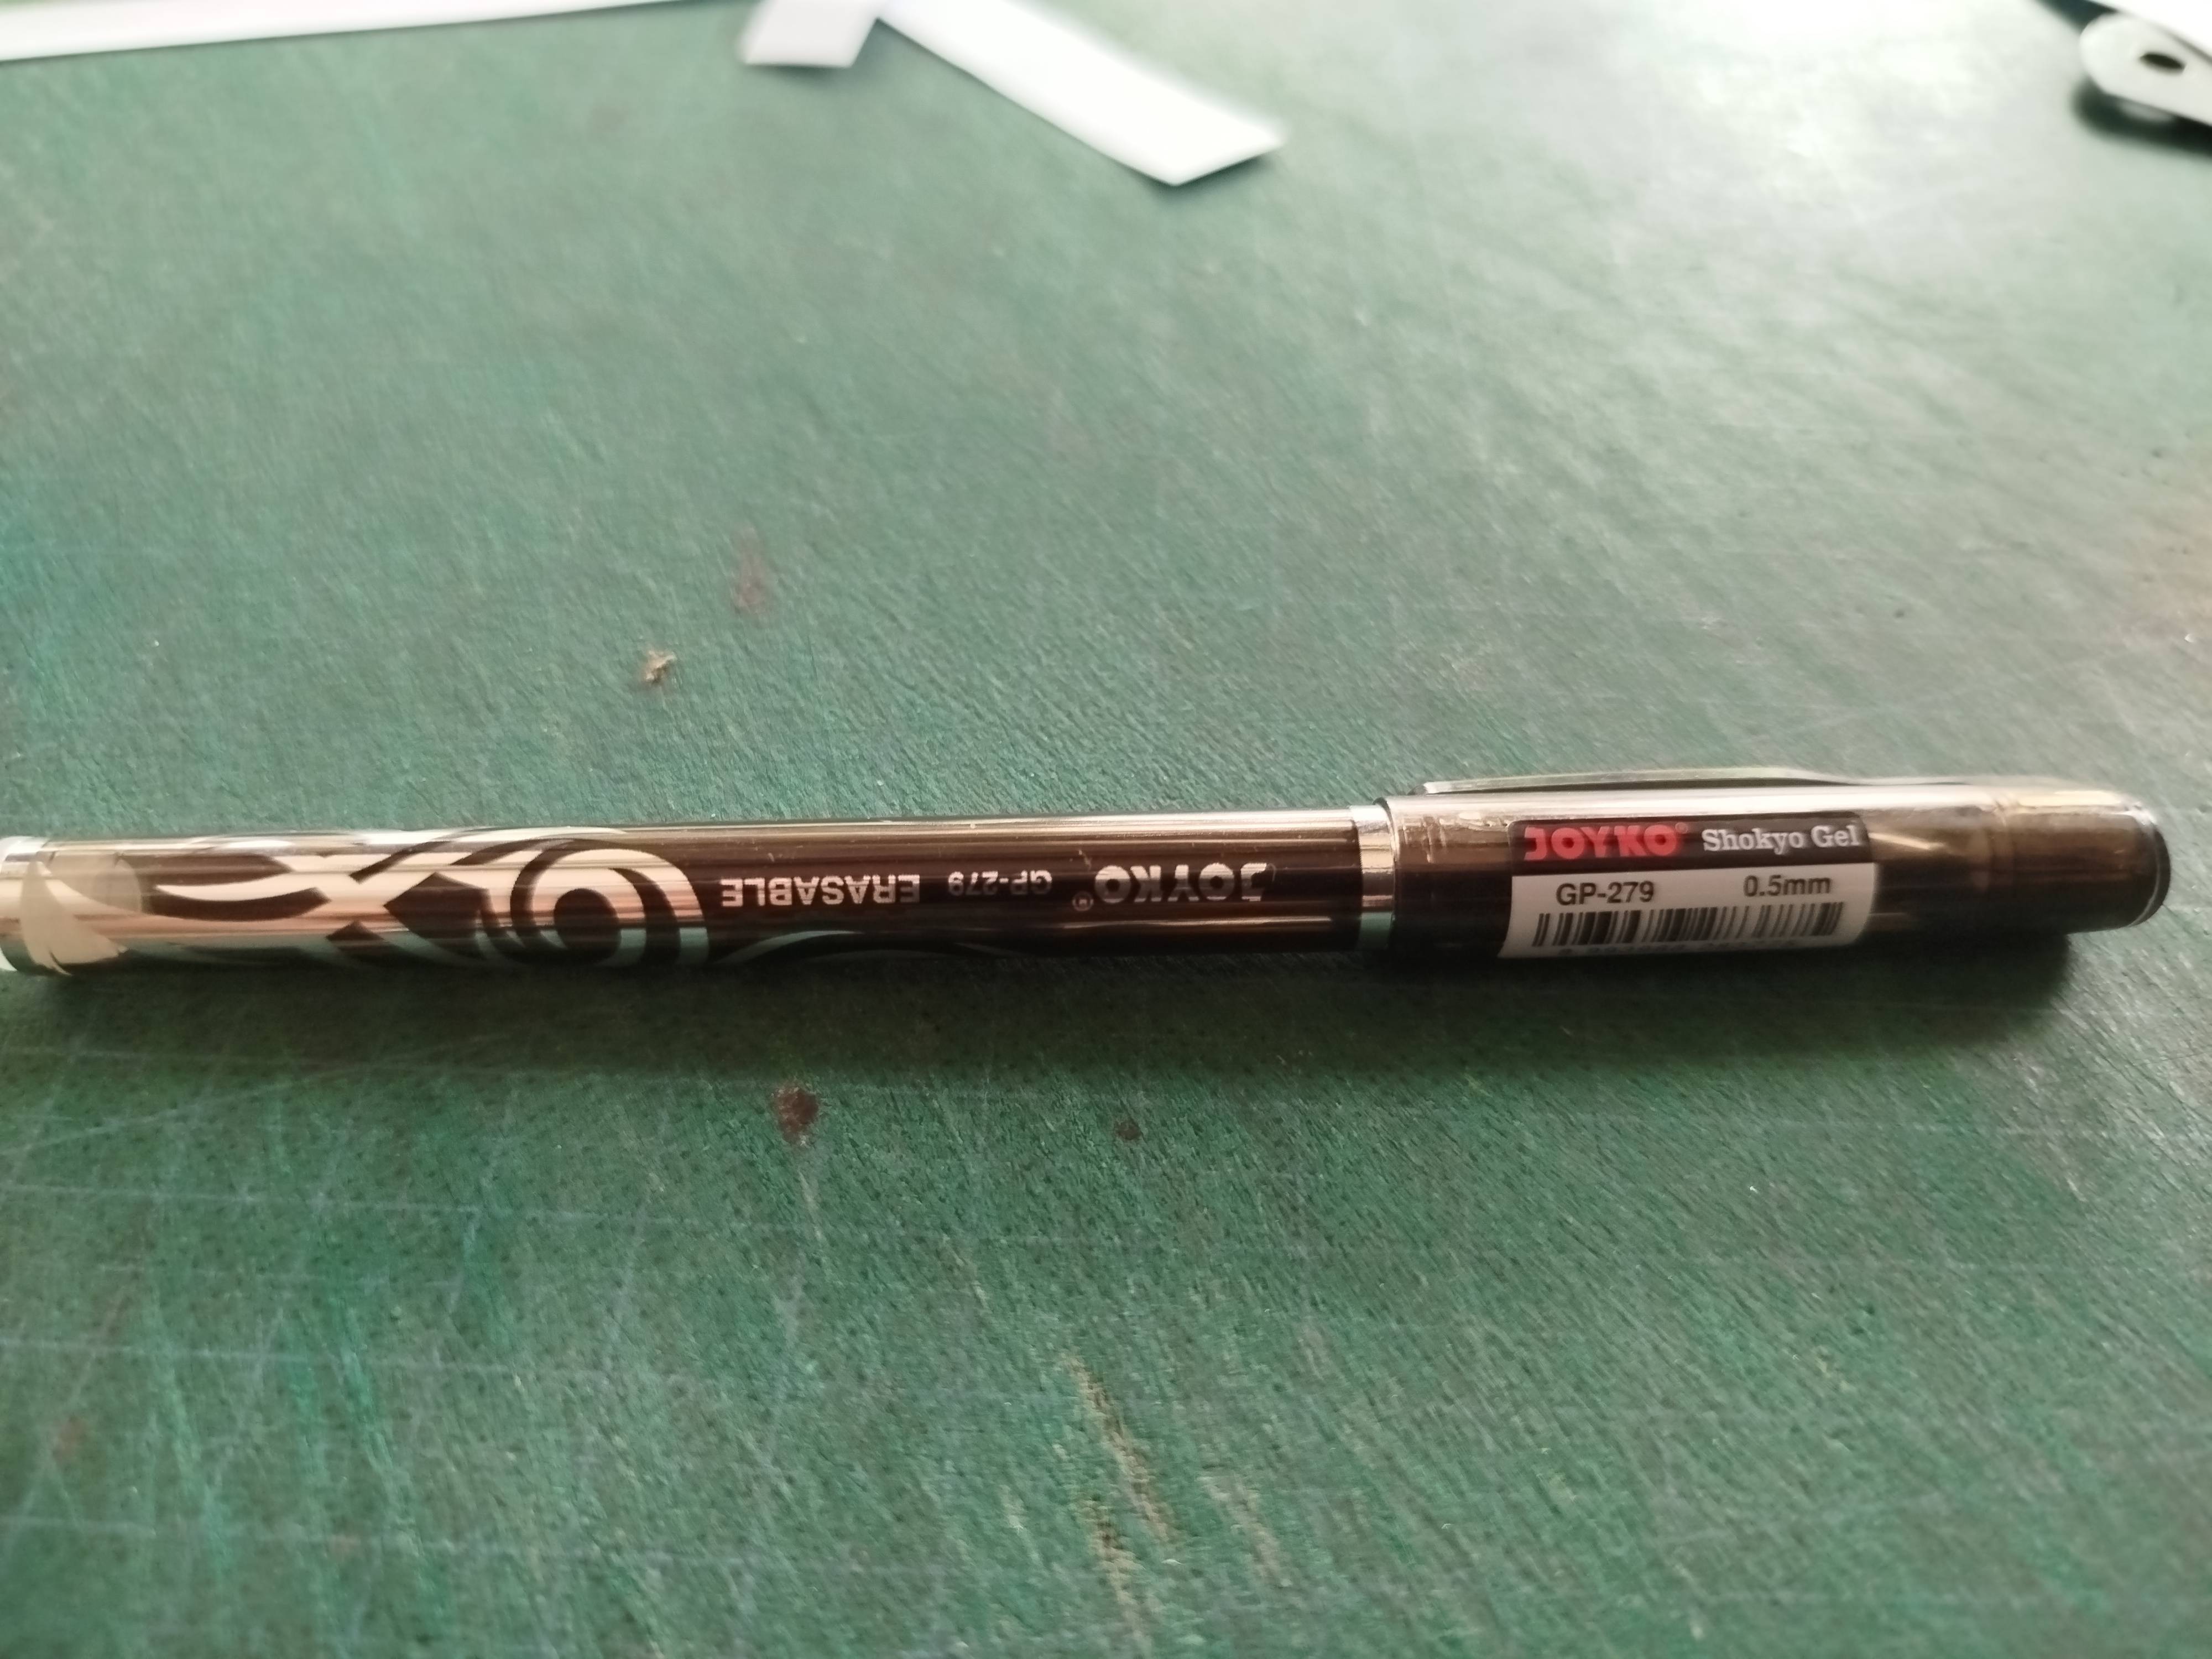 JOYKO® Shokyo Gel
GP-279 0.5mm
JOYKO® GP-279 ERASABLE